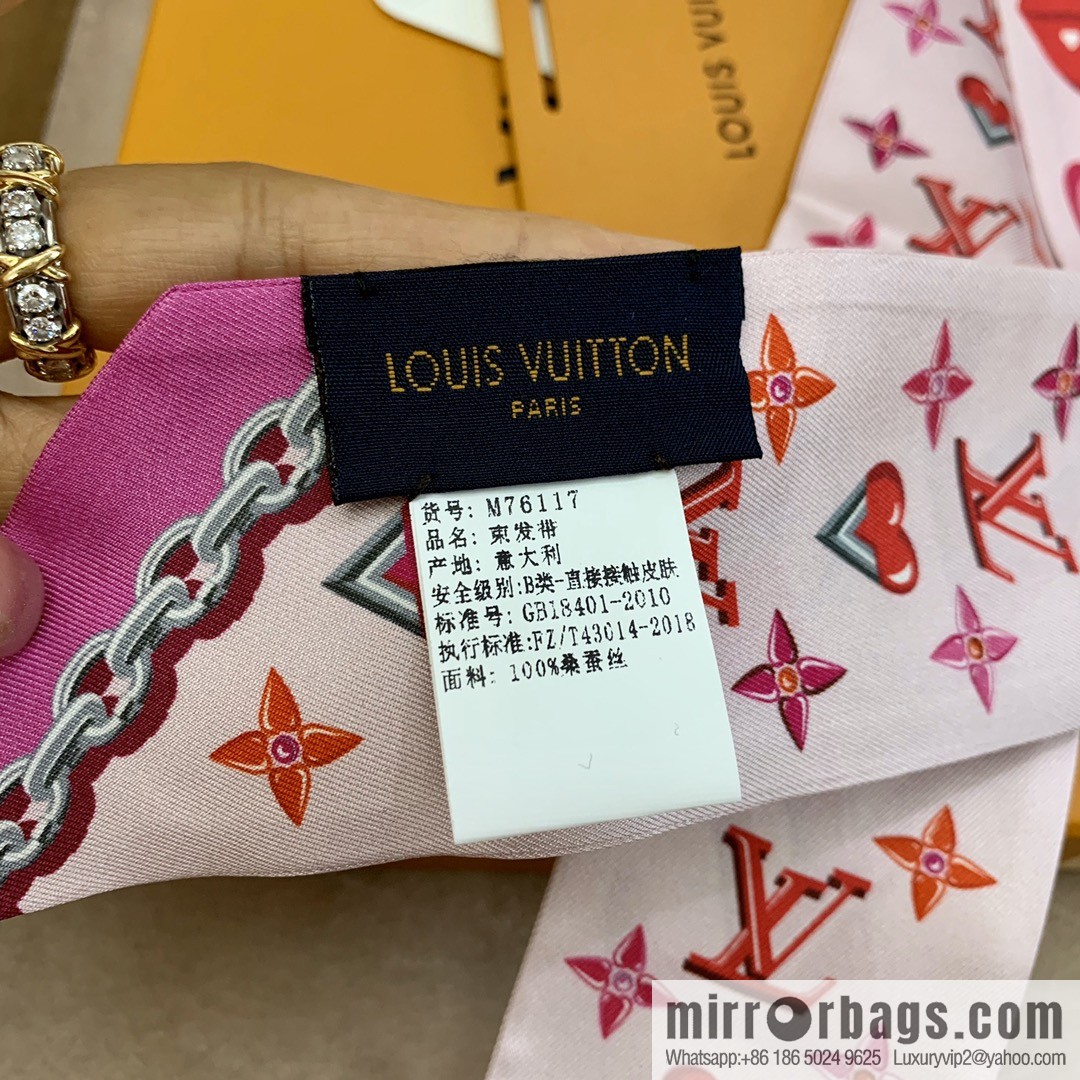 LOUIS VUITTON
LOUIS VUITTON
PARIS
货号: M76117
品名: 束发带
产地: 意大利
安全级别:B类-直接接触皮肤
标准号: GB18401-2010
执行标准:FZ/T43014-2018
面料: 100%桑蚕丝
mirrorbags.com
Whatsapp:+86 186 5024 9625 Luxuryvip2@yahoo.com